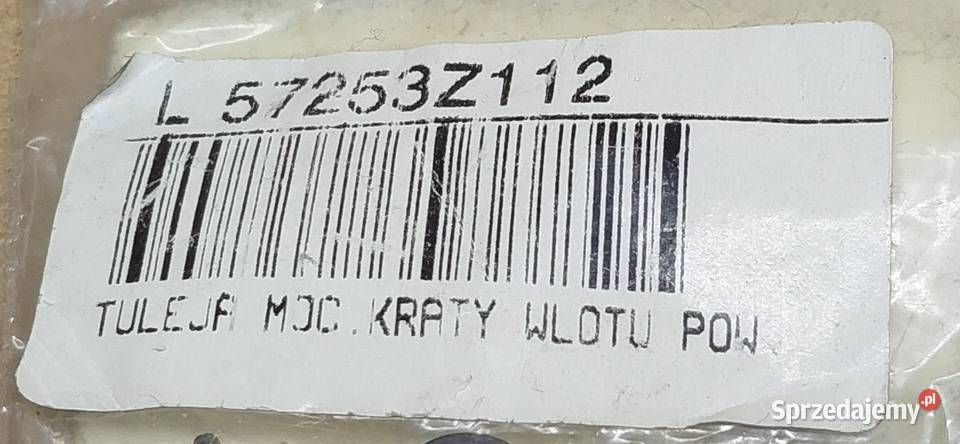 L 57253Z112
TULEJA MOC.KRATY WLOTU POW.
Sprzedajemy.pl